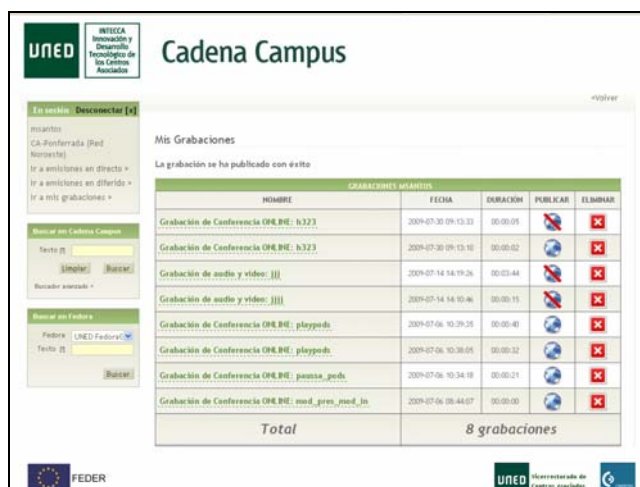 UNED
INTECCA
Innovación y
Desarrollo
Tecnológico de
los Centros
Asociados
Cadena Campus
«Volver
En sesión Desconectar [x]
msantos
CA-Ponferrada (Red
Noroeste)
Ir a emisiones en directo »
Ir a emisiones en diferido »
Ir a mis grabaciones »
Buscar en Cadena Campus
Texto [?]
Limpiar Buscar
Buscador avanzado »
Buscar en Fedora
Fedora UNED Fedora
Texto [?]
Buscar
Mis Grabaciones
La grabación se ha publicado con éxito
GRABACIONES MSANTOS
NOMBRE FECHA DURACIÓN PUBLICAR ELIMINAR
Grabación de Conferencia ONLINE: h323 2009-07-30 09:13:33 00:00:05
Grabación de Conferencia ONLINE: h323 2009-07-30 09:13:10 00:00:02
Grabación de audio y video: jjj 2009-07-14 14:19:26 00:03:44
Grabación de audio y video: jjjj 2009-07-14 14:10:46 00:00:15
Grabación de Conferencia ONLINE: playpods 2009-07-06 10:39:35 00:00:40
Grabación de Conferencia ONLINE: playpods 2009-07-06 10:38:05 00:00:32
Grabación de Conferencia ONLINE: paussa_pods 2009-07-06 10:34:18 00:00:21
Grabación de Conferencia ONLINE: mod_pres_mod_in 2009-07-06 08:44:07 00:00:00
Total 8 grabaciones
FEDER
UNED
Vicerrectorado de
Centros asociados